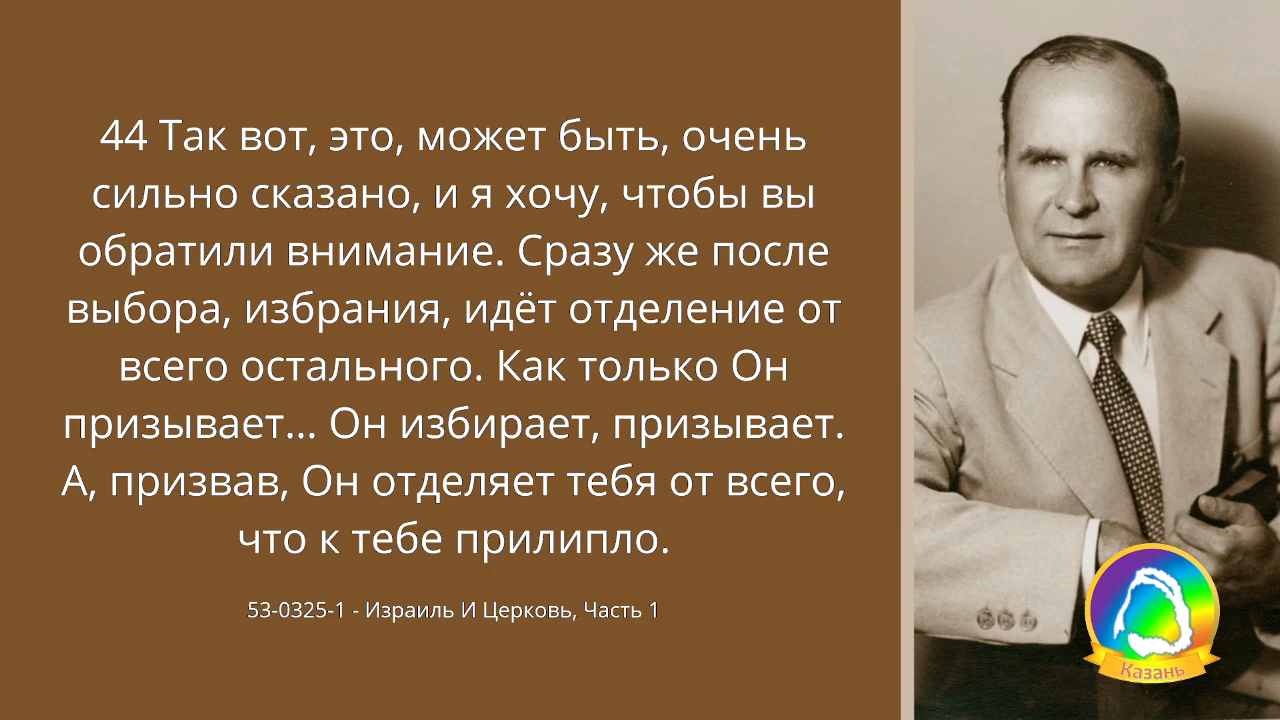 44 Так вот, это, может быть, очень
сильно сказано, и я хочу, чтобы вы
обратили внимание. Сразу же после
выбора, избрания, идёт отделение от
всего остального. Как только Он
призывает... Он избирает, призывает.
А, призвав, Он отделяет тебя от всего,
что к тебе прилипло.
53-0325-1 - Израиль И Церковь, Часть 1
Казань